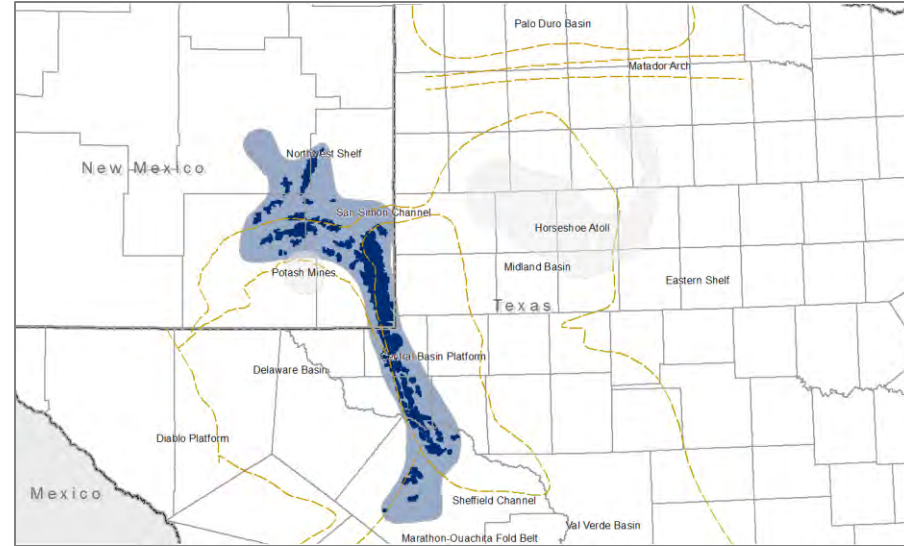 Palo Duro Basin
Matador Arch
Northwest Shelf
New Mexico
San Simon Channel
Horseshoe Atoll
Potash Mines
Midland Basin
Eastern Shelf
Texas
Central Basin Platform
Delaware Basin
Diablo Platform
Mexico
Sheffield Channel
Val Verde Basin
Marathon-Ouachita Fold Belt